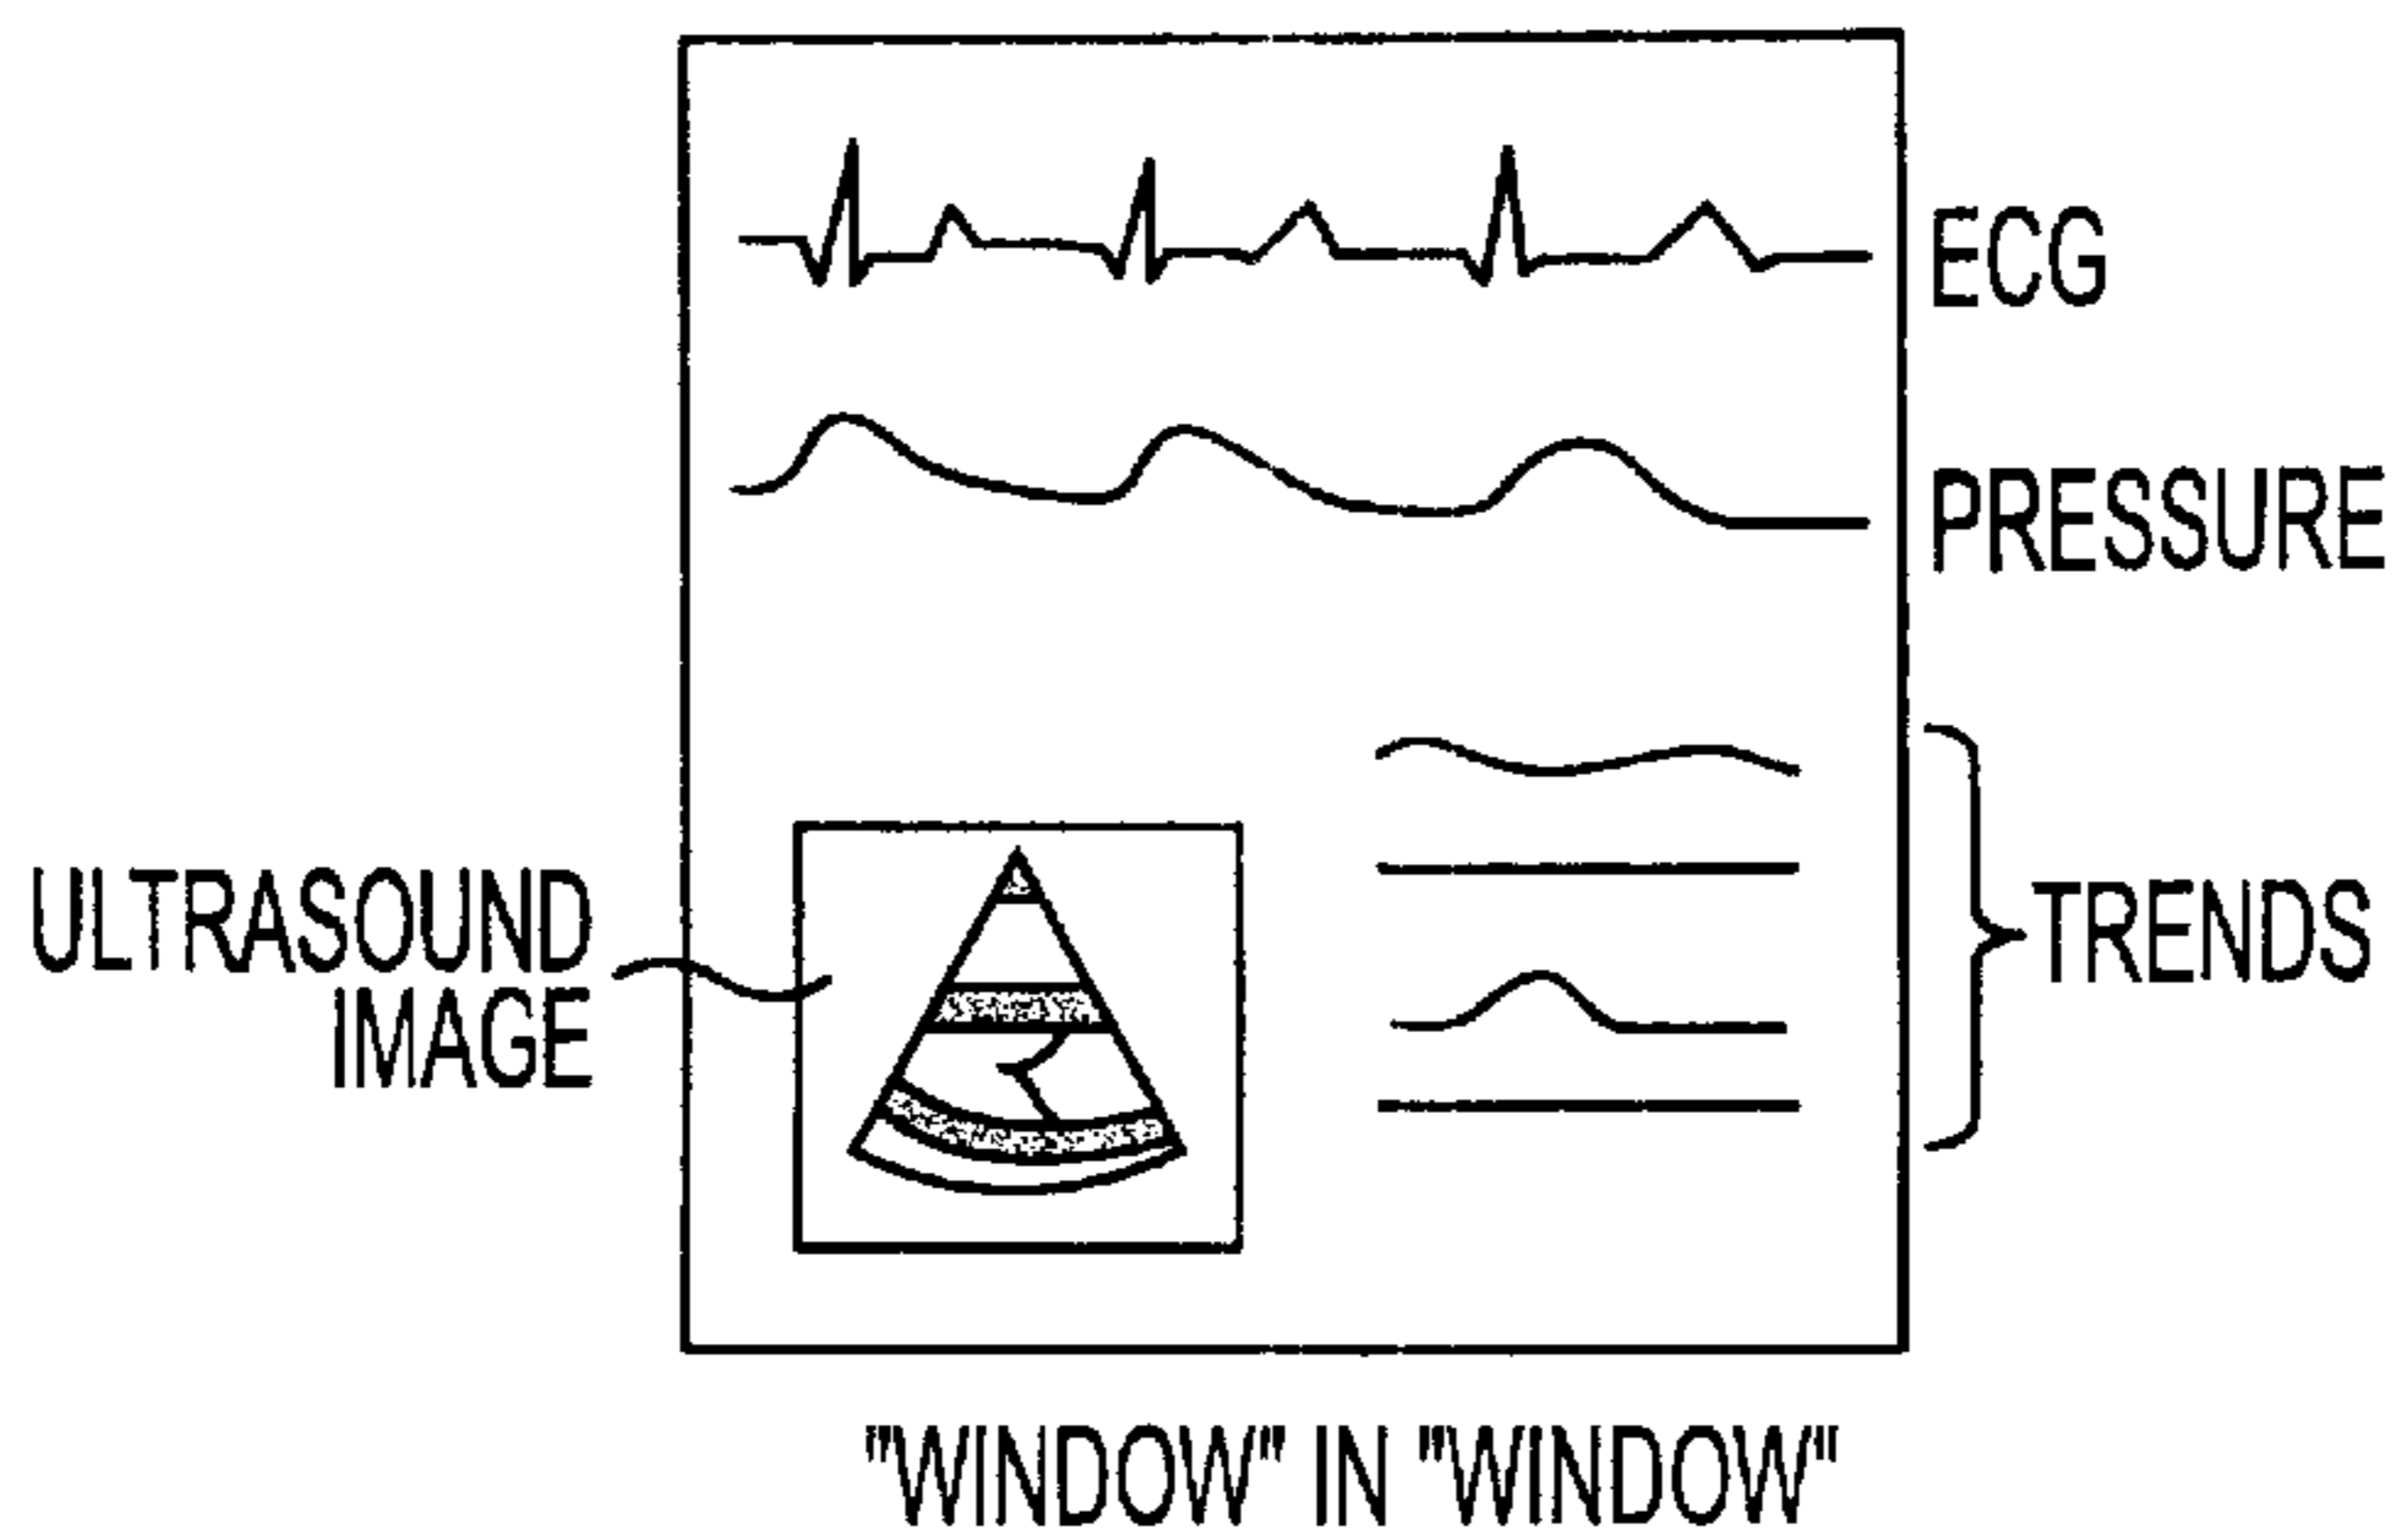 ECG
PRESSURE
ULTRASOUND
IMAGE
TRENDS
"WINDOW" IN "WINDOW"